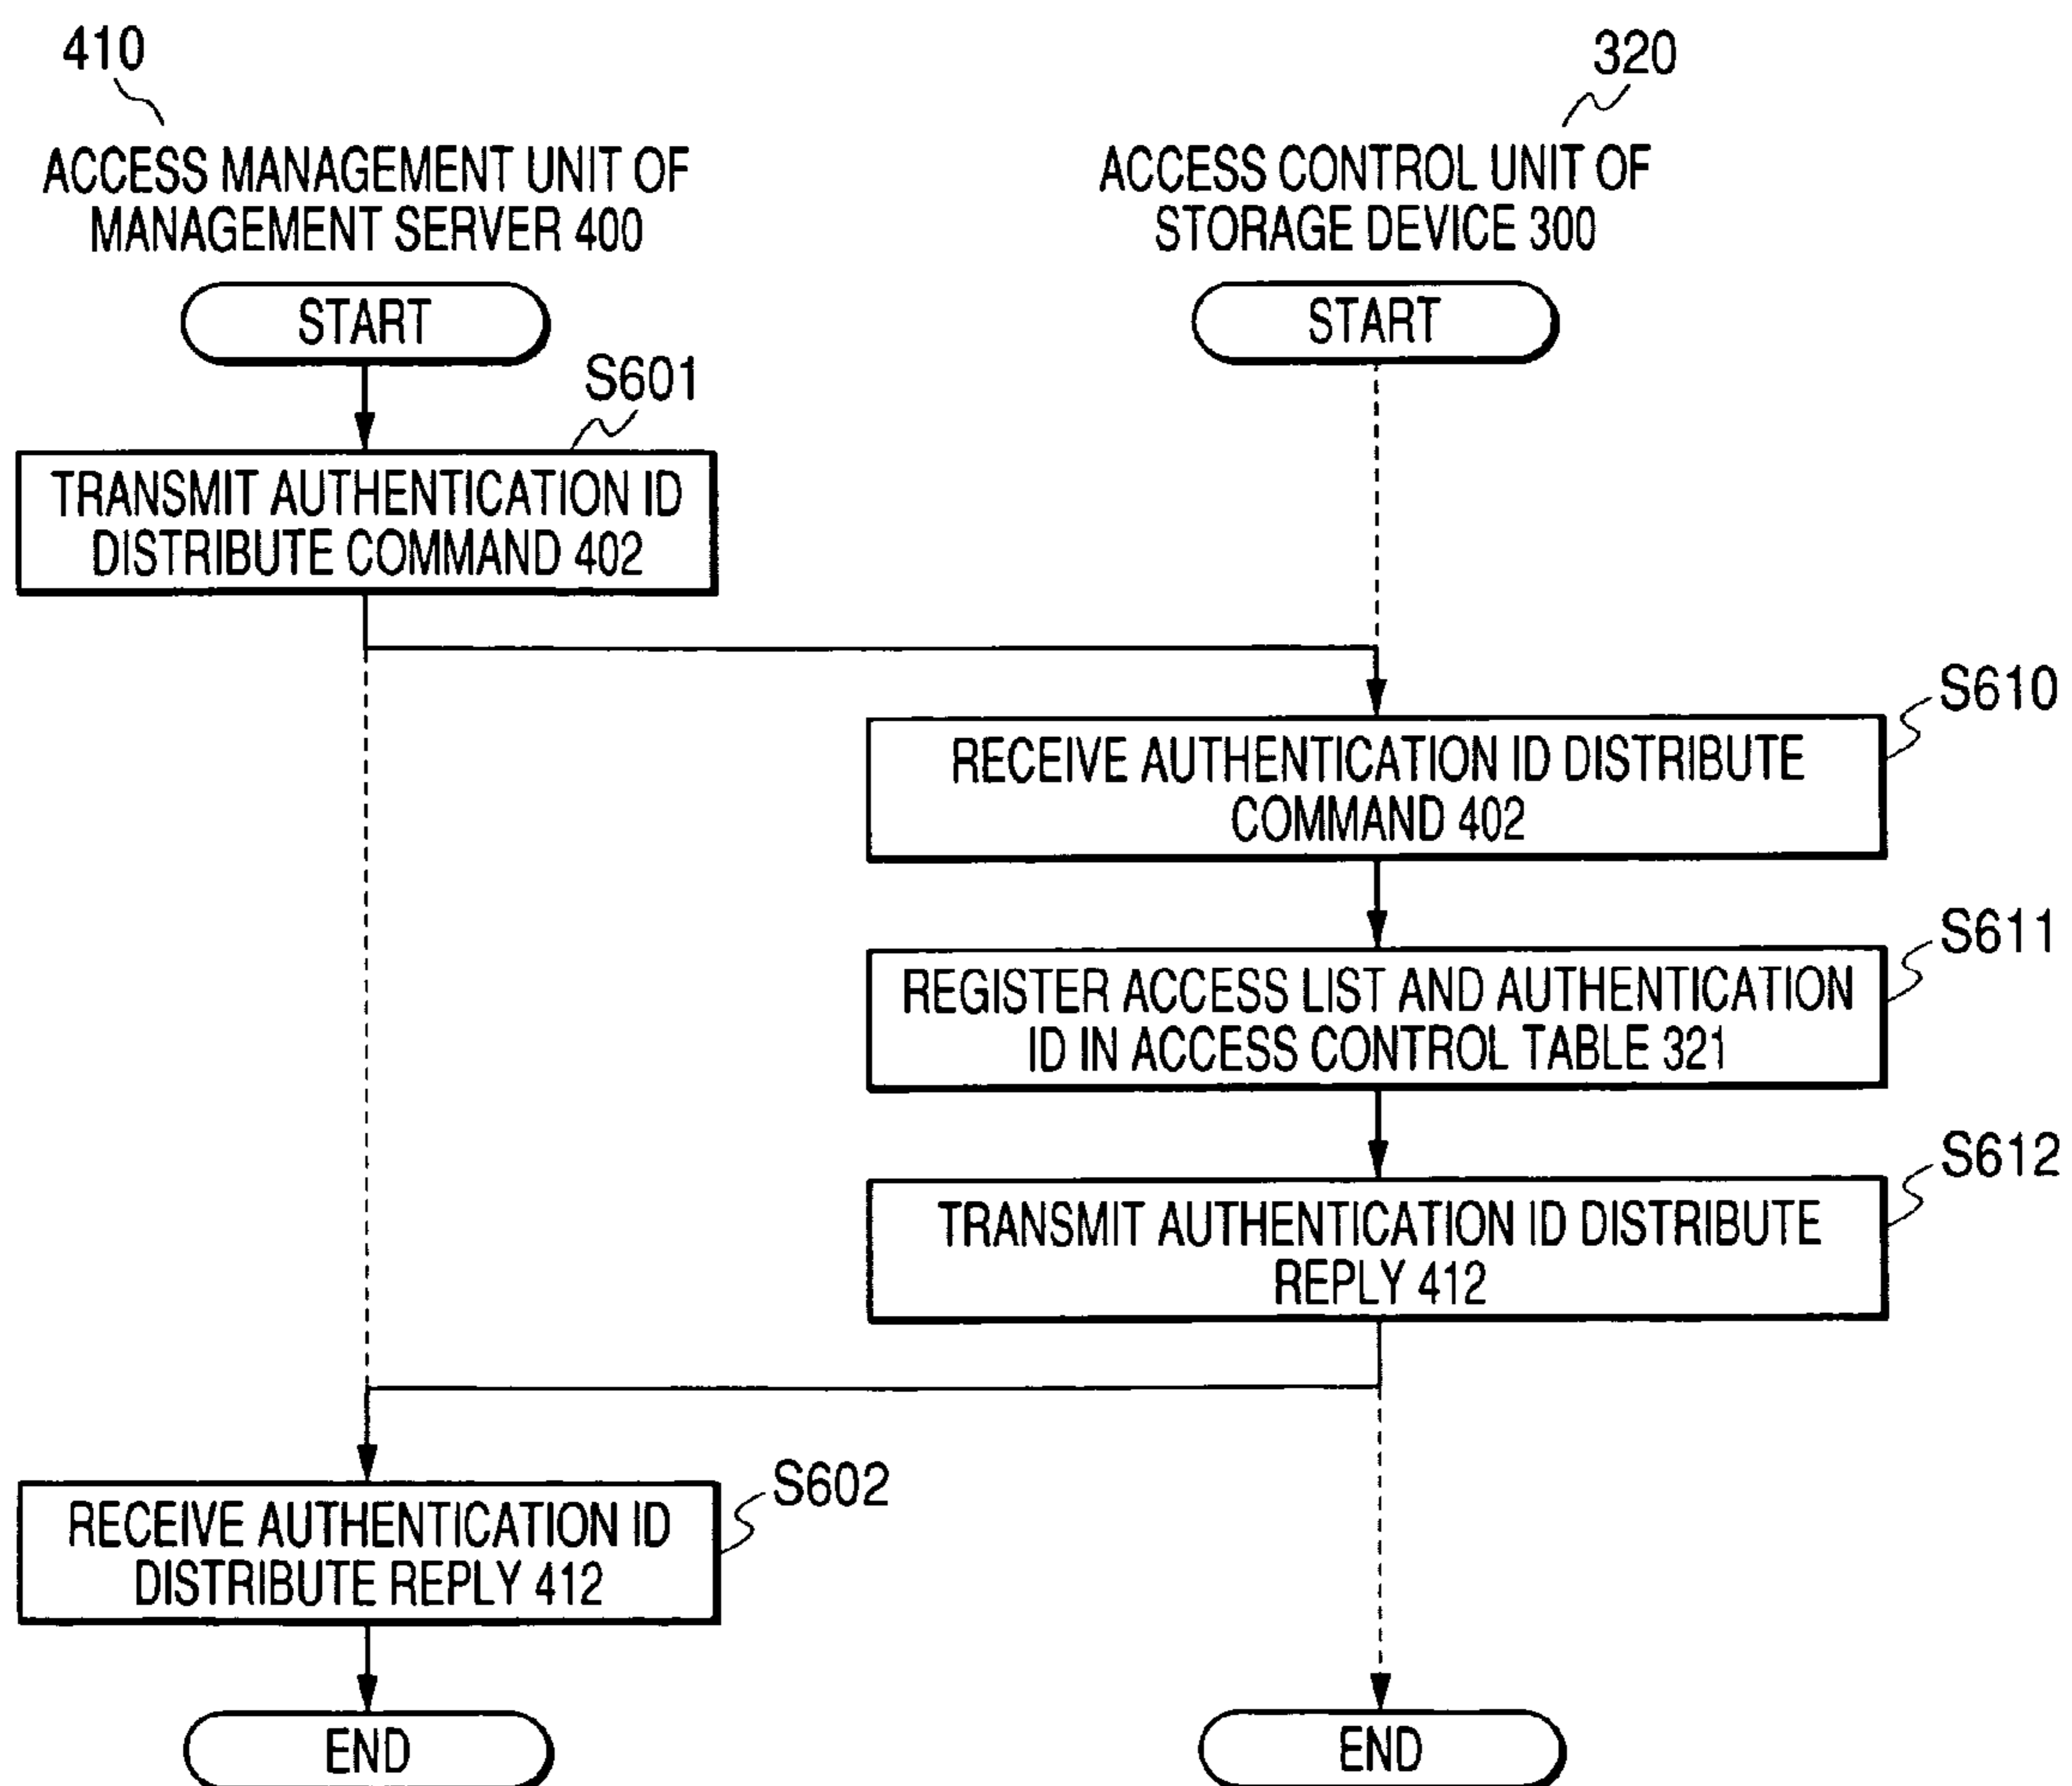 410
320
ACCESS MANAGEMENT UNIT OF
MANAGEMENT SERVER 400
ACCESS CONTROL UNIT OF
STORAGE DEVICE 300
START
START
S601
TRANSMIT AUTHENTICATION ID
DISTRIBUTE COMMAND 402
S610
RECEIVE AUTHENTICATION ID DISTRIBUTE
COMMAND 402
S611
REGISTER ACCESS LIST AND AUTHENTICATION
ID IN ACCESS CONTROL TABLE 321
S612
TRANSMIT AUTHENTICATION ID DISTRIBUTE
REPLY 412
S602
RECEIVE AUTHENTICATION ID
DISTRIBUTE REPLY 412
END
END